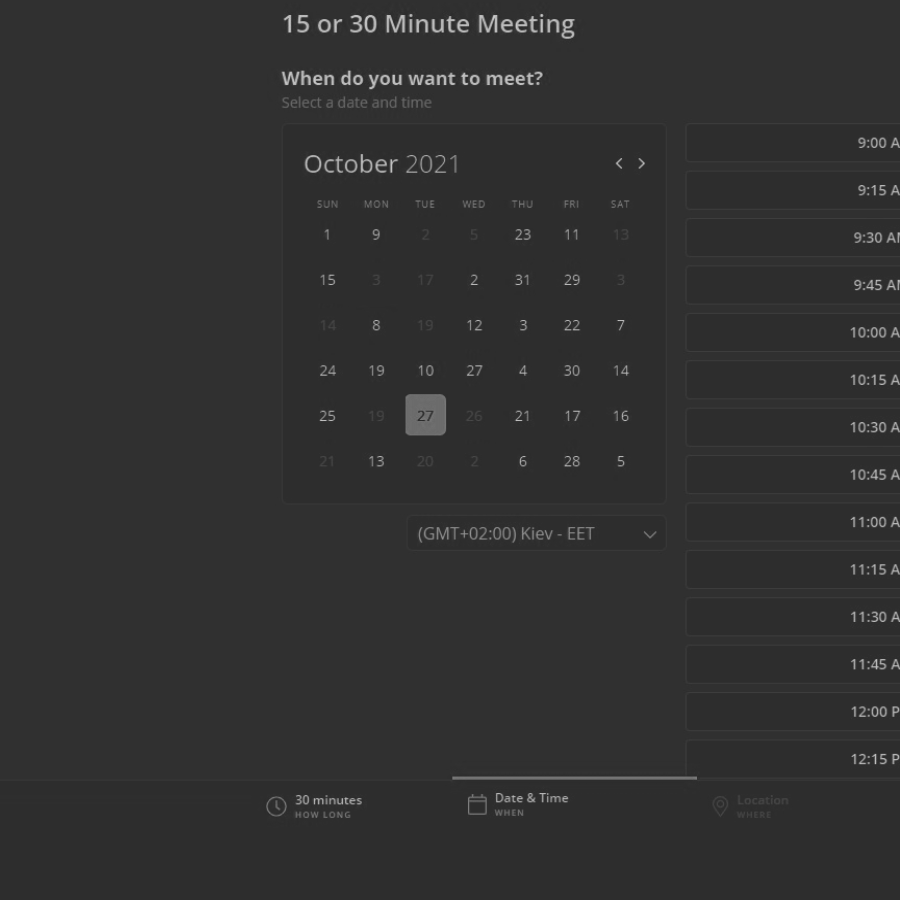 15 or 30 Minute Meeting
When do you want to meet?
Select a date and time
October 2021
SUN MON TUE WED THU FRI SAT
1 9 2 5 23 11 13
15 3 17 2 31 29 3
14 8 19 12 3 22 7
24 19 10 27 4 30 14
25 19 27 26 21 17 16
21 13 20 2 6 28 5
(GMT+02:00) Kiev - EET
9:00 A
9:15 A
9:30 AM
9:45 AM
10:00 A
10:15 A
10:30 A
10:45 A
11:00 A
11:15 A
11:30 A
11:45 A
12:00 P
12:15 P
30 minutes
HOW LONG
Date & Time
WHEN
Location
WHERE